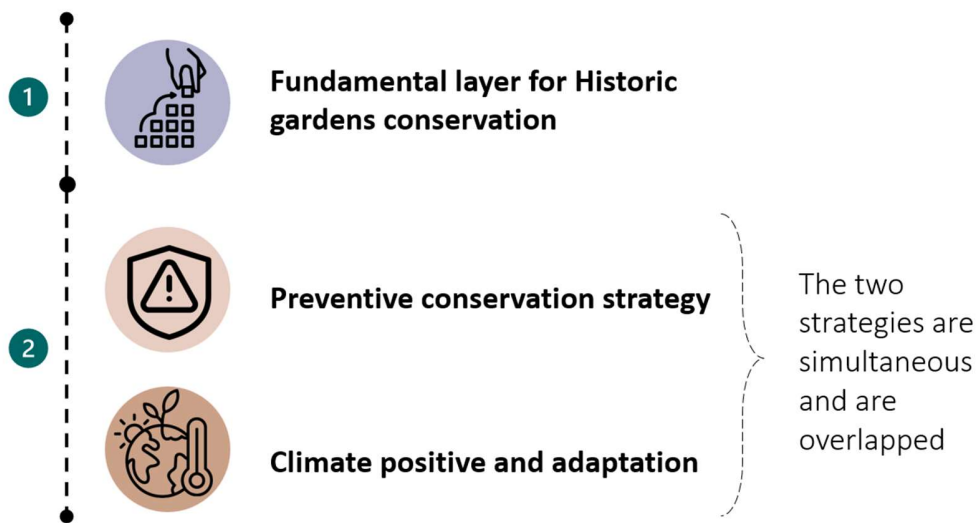 1
Fundamental layer for Historic
gardens conservation
2
Preventive conservation strategy
Climate positive and adaptation
The two
strategies are
simultaneous
and are
overlapped